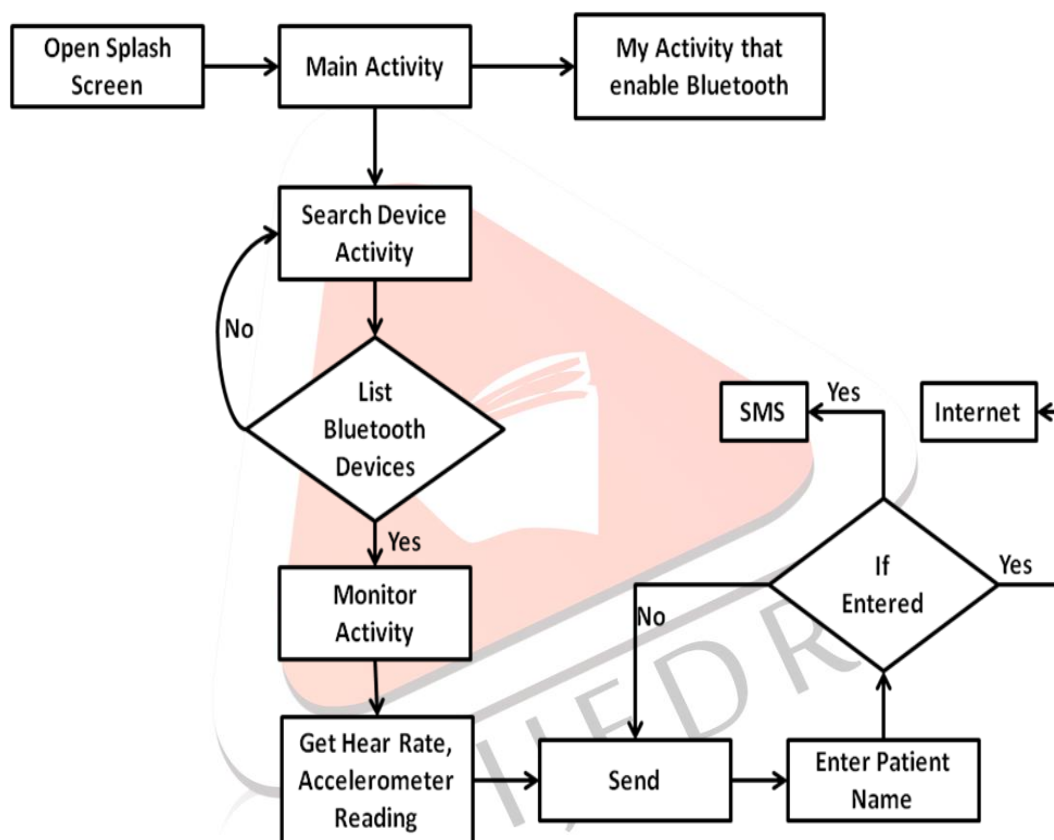 Open Splash
Screen
Main Activity
My Activity that
enable Bluetooth
Search Device
Activity
No
List
Bluetooth
Devices
Yes
Monitor
Activity
Get Hear Rate,
Accelerometer
Reading
Send
Enter Patient
Name
If
Entered
No
Yes
SMS
Yes
Internet
IJEDR